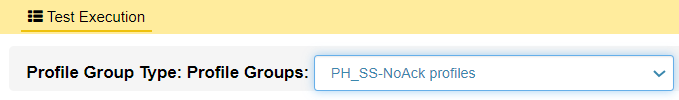 Test Execution
Profile Group Type: Profile Groups: PH_SS-NoAck profiles